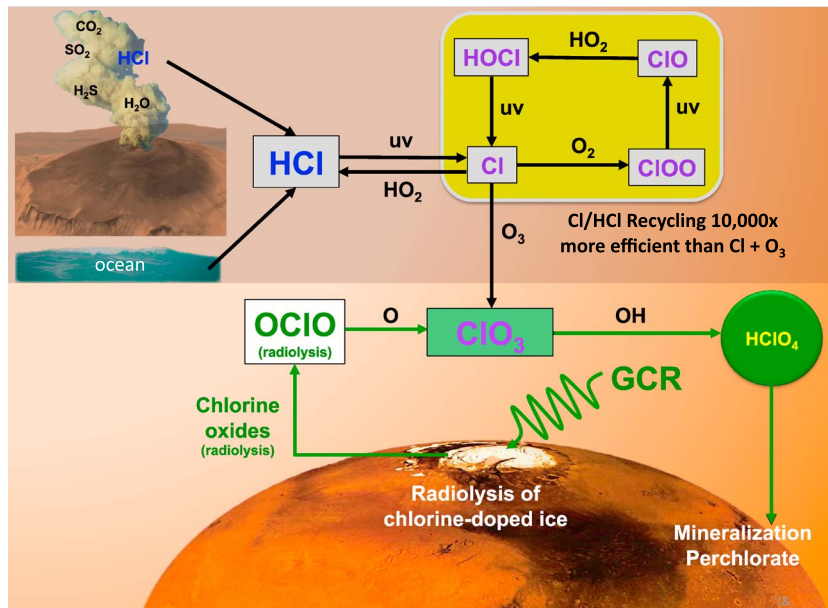 CO₂
SO₂
HCl
H₂S
H₂O
ocean
HCl
uv
HO₂
HOCl
HO₂
ClO
uv
uv
Cl
O₂
ClOO
O₃
Cl/HCl Recycling 10,000x
more efficient than Cl + O₃
OClO
(radiolysis)
O
ClO₃
OH
HClO₄
GCR
Chlorine
oxides
(radiolysis)
Radiolysis of
chlorine-doped ice
Mineralization
Perchlorate